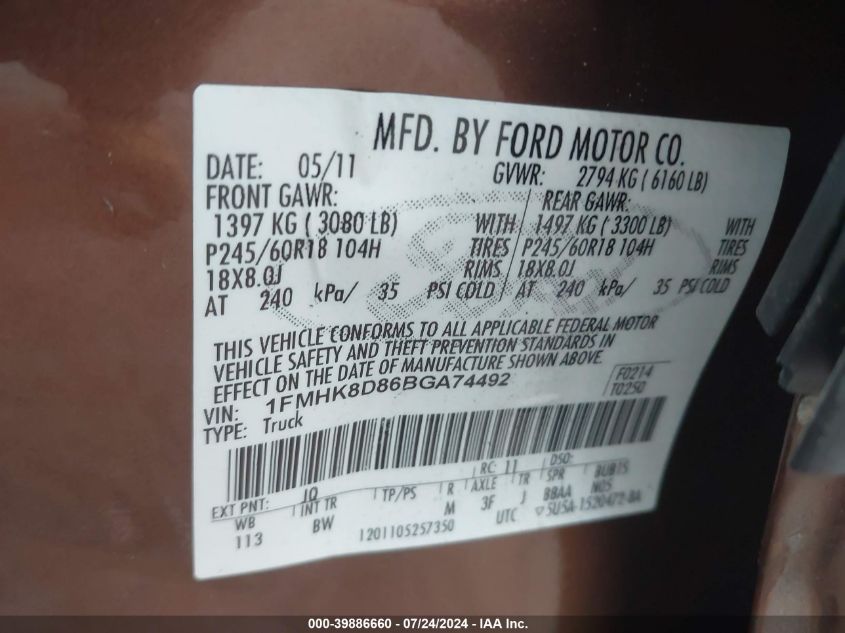 MFD. BY FORD MOTOR CO.
DATE: 05/11 GVWR: 2794 KG ( 6160 LB)
FRONT GAWR: REAR GAWR:
1397 KG ( 3080 LB) WITH 1497 KG ( 3300 LB) WITH
P245/60R18 104H TIRES P245/60R18 104H TIRES
18X8.0J RIMS 18X8.0J RIMS
AT 240 kPa/ 35 PSI COLD AT 240 kPa/ 35 PSI COLD
THIS VEHICLE CONFORMS TO ALL APPLICABLE FEDERAL MOTOR
VEHICLE SAFETY AND THEFT PREVENTION STANDARDS IN
EFFECT ON THE DATE OF MANUFACTURE SHOWN ABOVE.
VIN: 1FMHK8D86BGA74492 F0214
TYPE: Truck T0250
RC: 11 DSO:
EXT PNT: JQ
WB INT TR TP/PS R AXLE TR SPR BUBTS
113 BW M 3F J BBAA N05
1201105257350 UTC ▽5U5A-1520472-BA
000-39886660 - 07/24/2024 - IAA Inc.